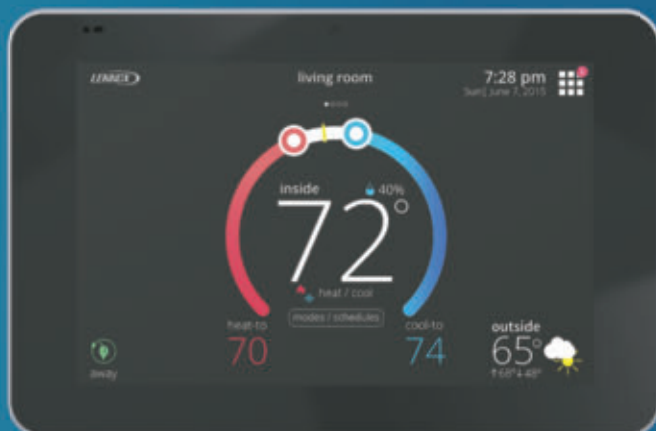 LENNOX
living room
7:28 pm
Sun| June 7, 2015
inside
40%
72°
heat / cool
modes / schedules
heat-to
70
cool-to
74
outside
65°
↑68°↓48°
away